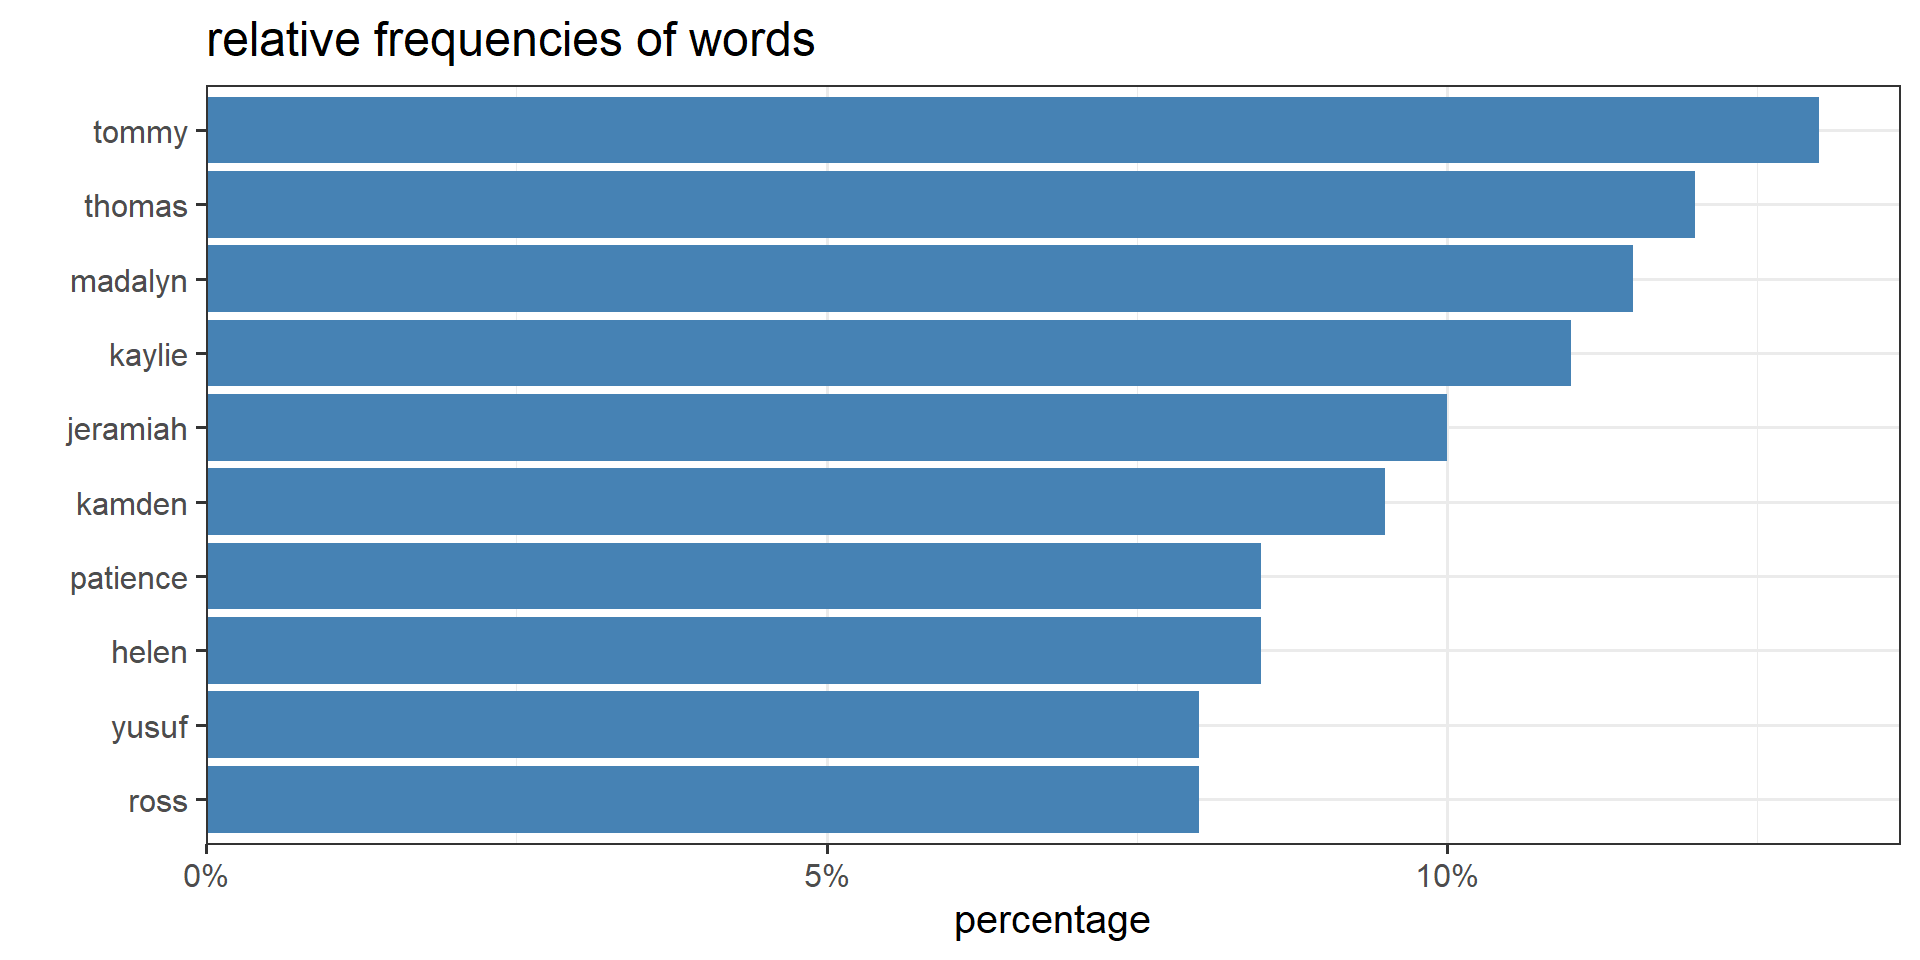 relative frequencies of words
tommy
thomas
madalyn
kaylie
jeramiah
kamden
patience
helen
yusuf
ross
0% 5% 10%
percentage